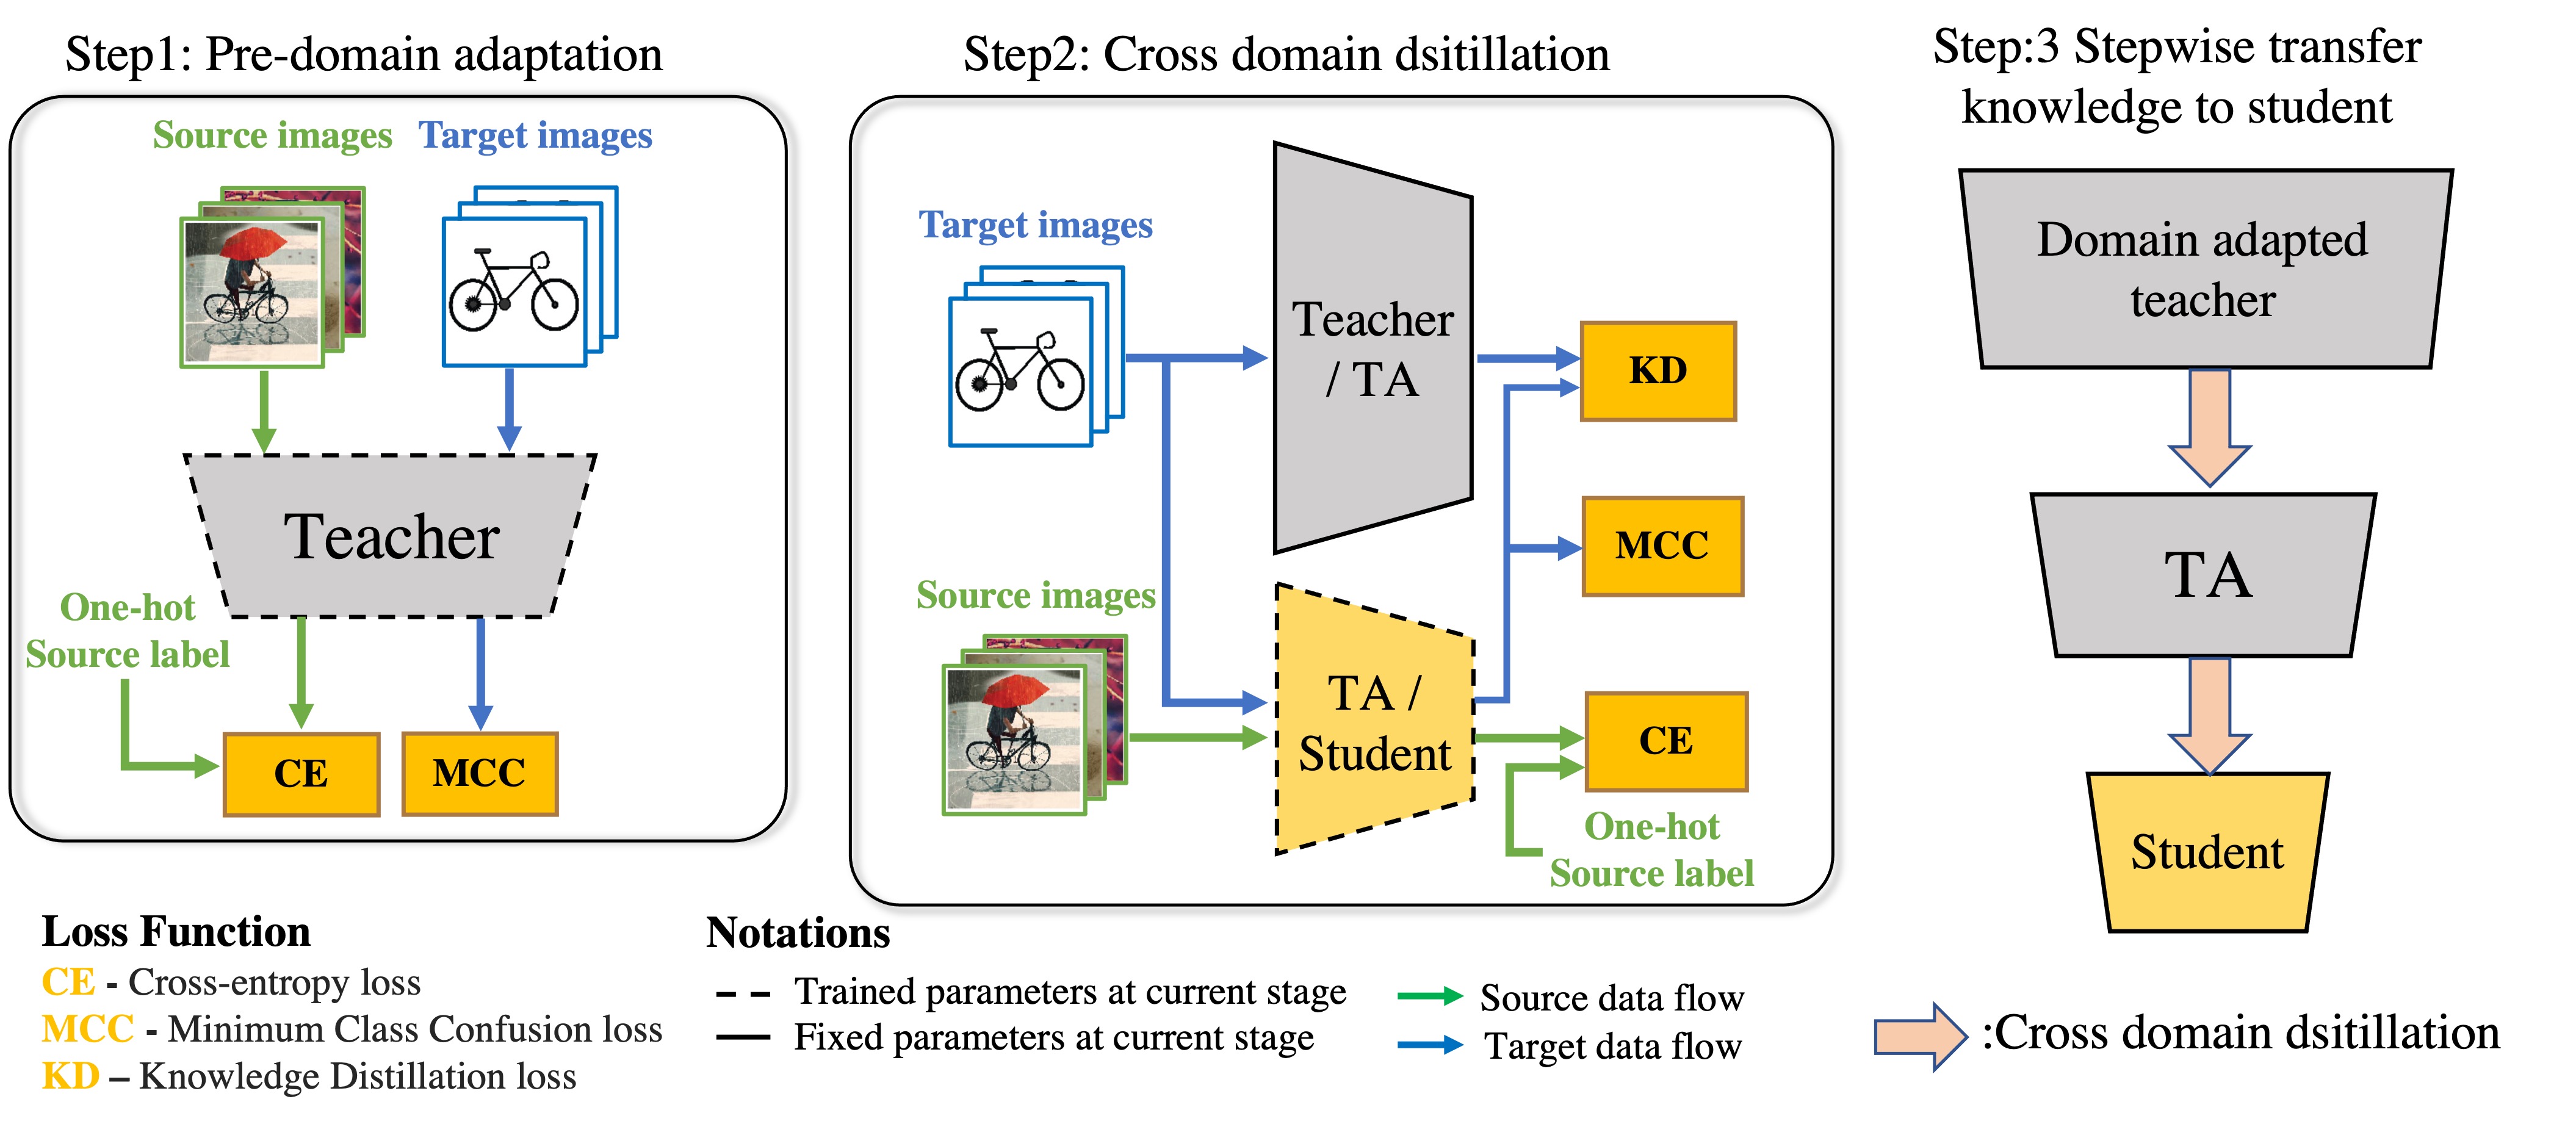 Step1: Pre-domain adaptation
Source images
Target images
Teacher
One-hot
Source label
CE
MCC
Step2: Cross domain dsitillation
Target images
Teacher
/ TA
KD
MCC
Source images
TA /
Student
CE
One-hot
Source label
Step:3 Stepwise transfer
knowledge to student
Domain adapted
teacher
TA
Student
Loss Function
CE - Cross-entropy loss
MCC - Minimum Class Confusion loss
KD – Knowledge Distillation loss
Notations
Trained parameters at current stage
Fixed parameters at current stage
Source data flow
Target data flow
:Cross domain dsitillation